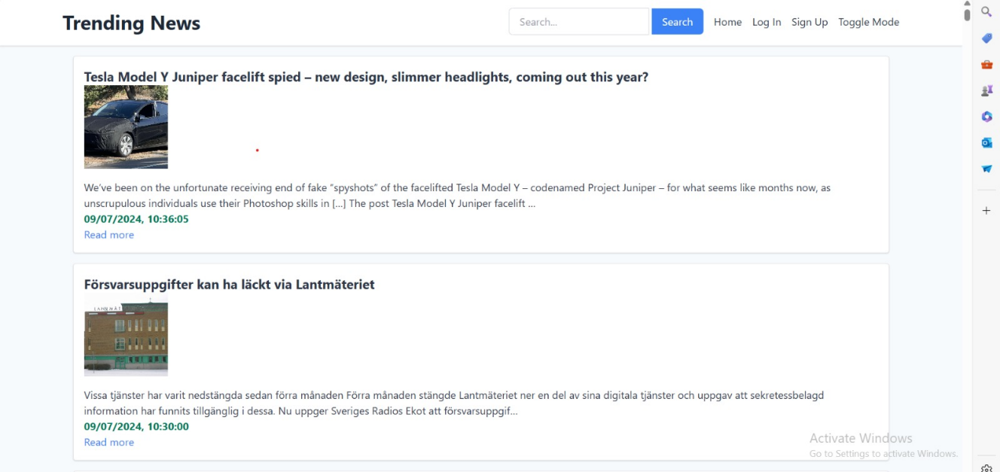 Trending News
Search...
Search
Home
Log In
Sign Up
Toggle Mode
Tesla Model Y Juniper facelift spied – new design, slimmer headlights, coming out this year?
We've been on the unfortunate receiving end of fake "spyshots" of the facelifted Tesla Model Y – codenamed Project Juniper – for what seems like months now, as
unscrupulous individuals use their Photoshop skills in [...] The post Tesla Model Y Juniper facelift ...
09/07/2024, 10:36:05
Read more
Försvarsuppgifter kan ha läckt via Lantmäteriet
LANTMÄT
Vissa tjänster har varit nedstängda sedan förra månaden Förra månaden stängde Lantmäteriet ner en del av sina digitala tjänster och uppgav att sekretessbelagd
information har funnits tillgänglig i dessa. Nu uppger Sveriges Radios Ekot att försvarsuppgif...
09/07/2024, 10:30:00
Read more
Activate Windows
Go to Settings to activate Windows.